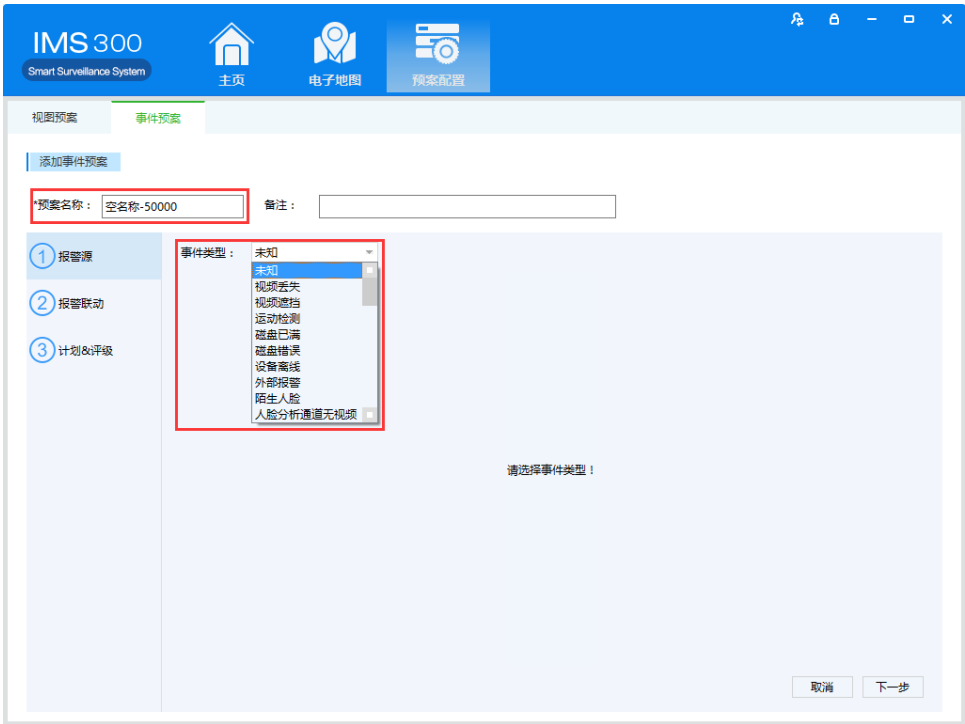 IMS 300
Smart Surveillance System
主页
电子地图
预案配置
视图预案
事件预案
添加事件预案
*预案名称：
空名称-50000
备注：
1 报警源
2 报警联动
3 计划&评级
事件类型：
未知
未知
视频丢失
视频遮挡
运动检测
磁盘已满
磁盘错误
设备离线
外部报警
陌生人脸
人脸分析通道无视频
请选择事件类型！
取消
下一步